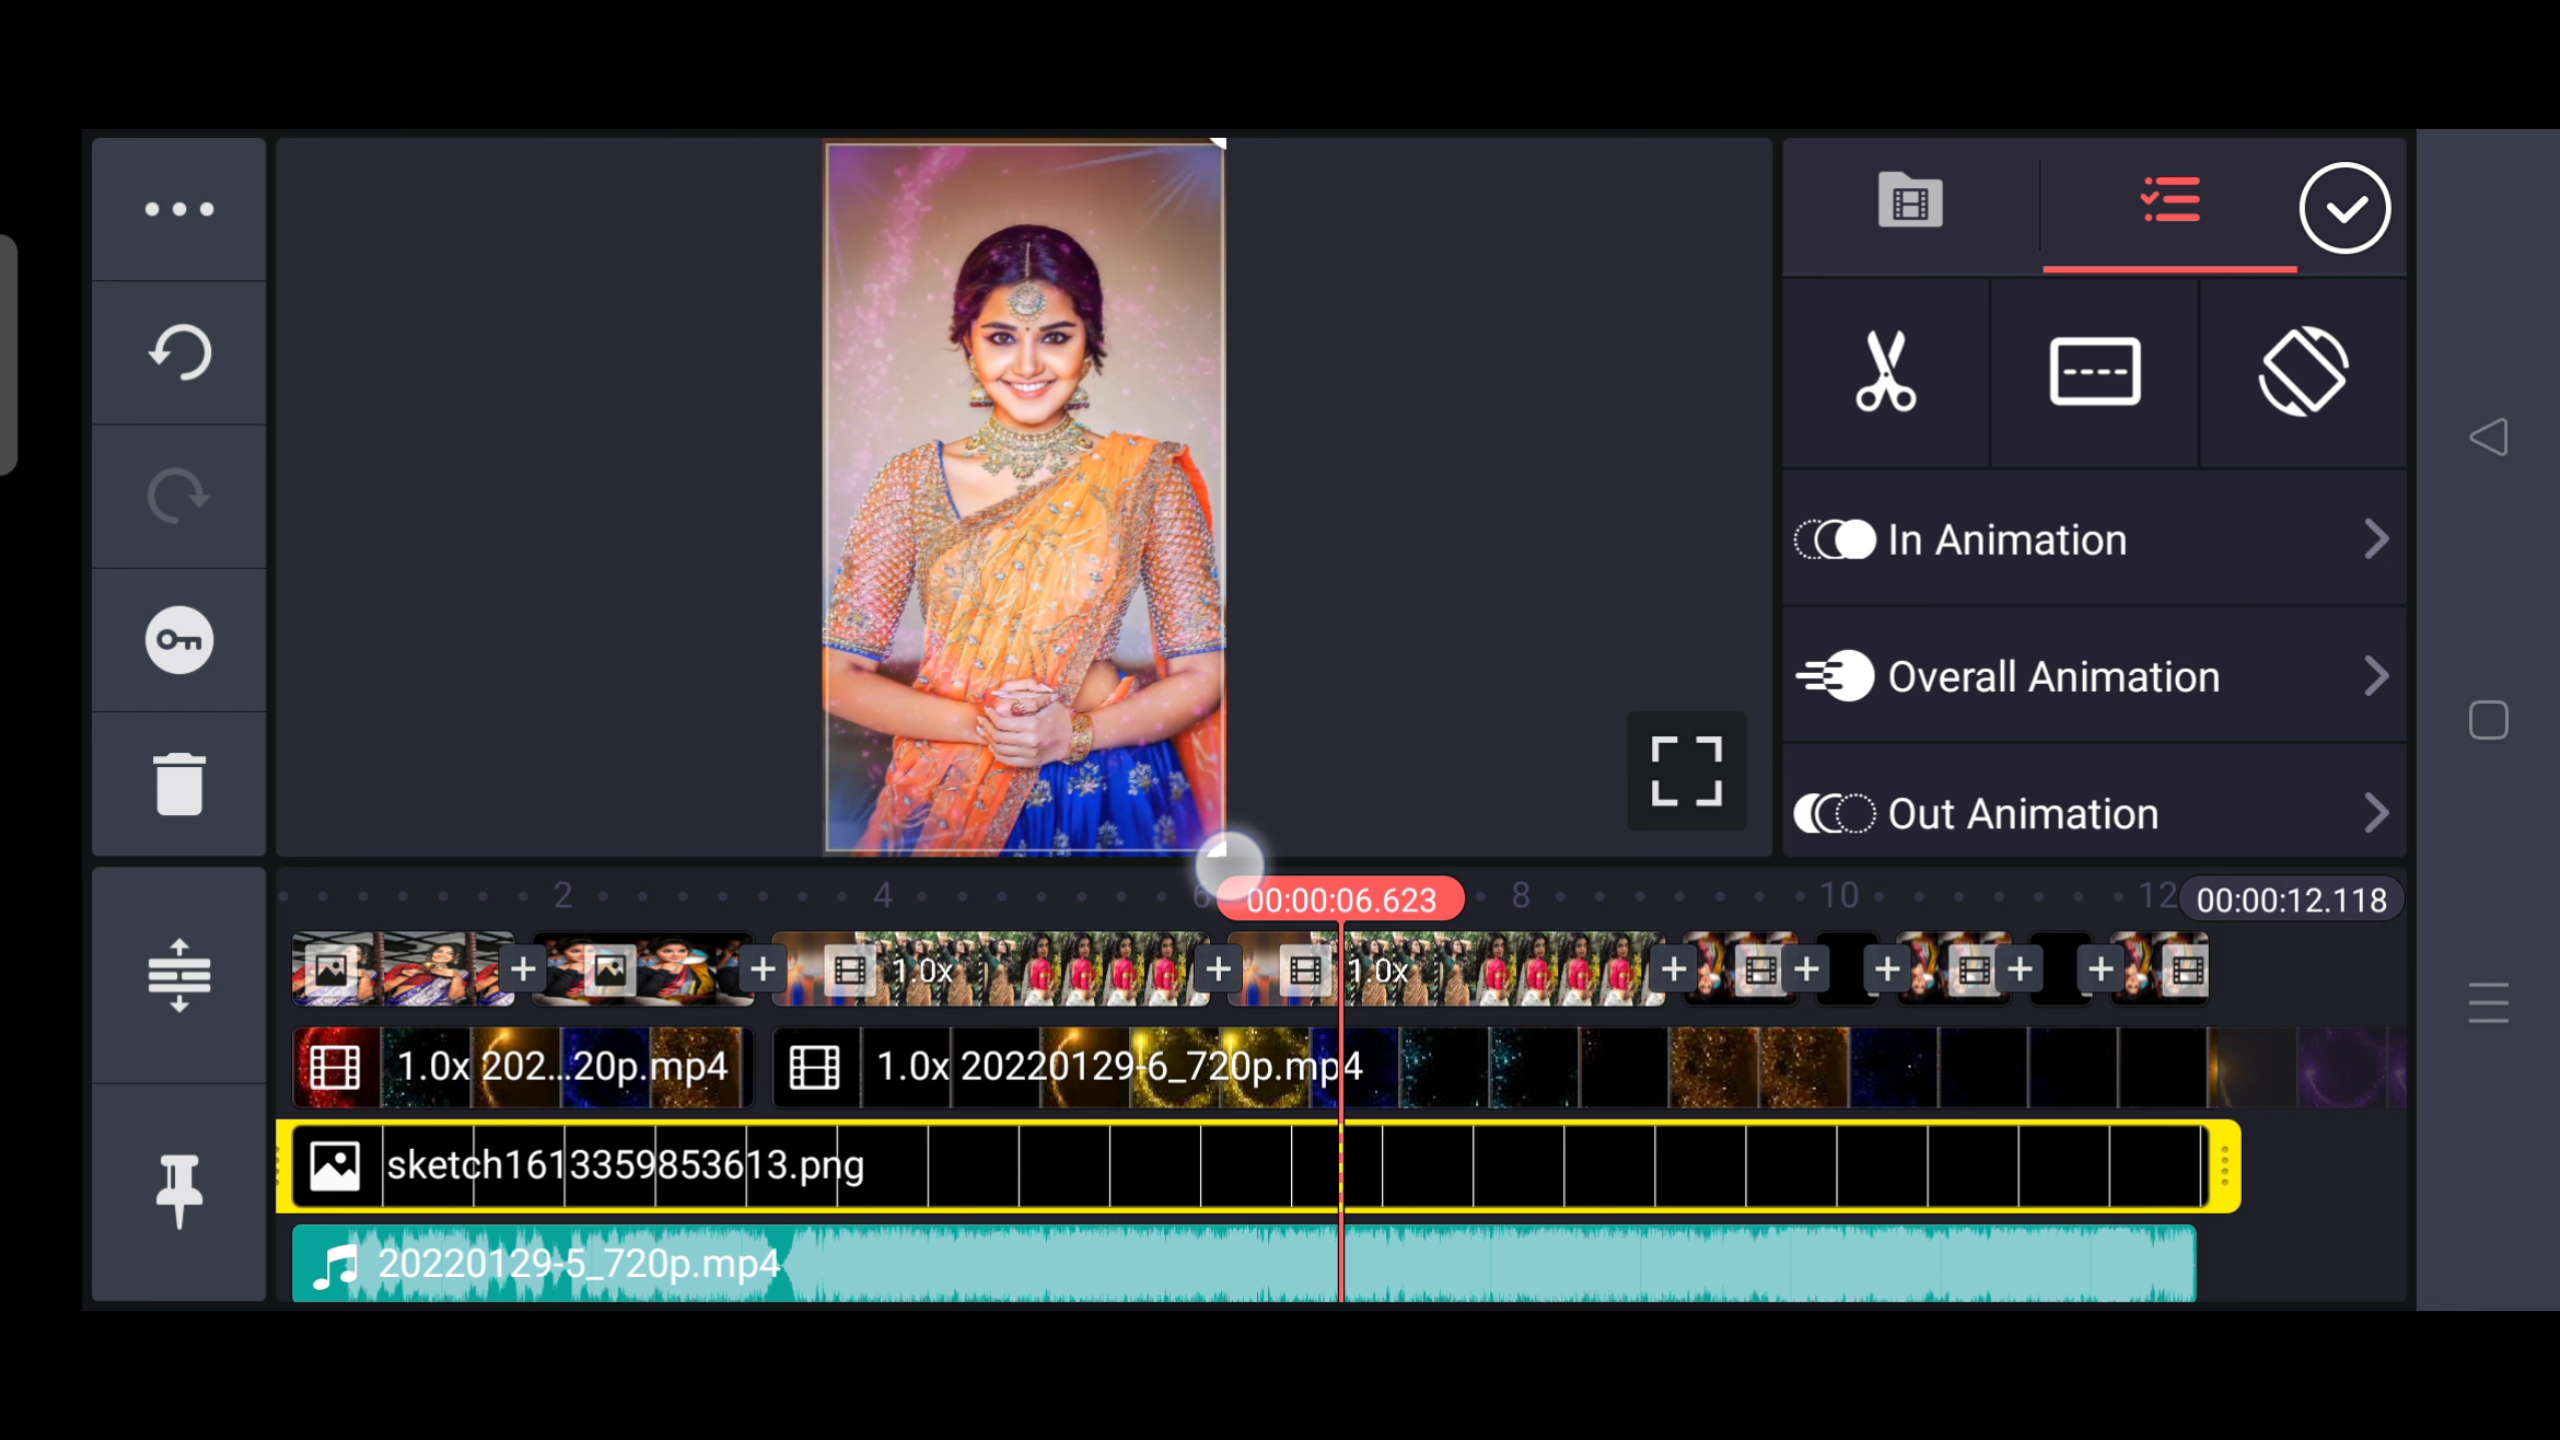 In Animation
Overall Animation
Out Animation
2
4
6
00:00:06.623
8
10
12
00:00:12.118
1.0x
1.0x
1.0x 202...20p.mp4
1.0x 20220129-6_720p.mp4
sketch1613359853613.png
20220129-5_720p.mp4